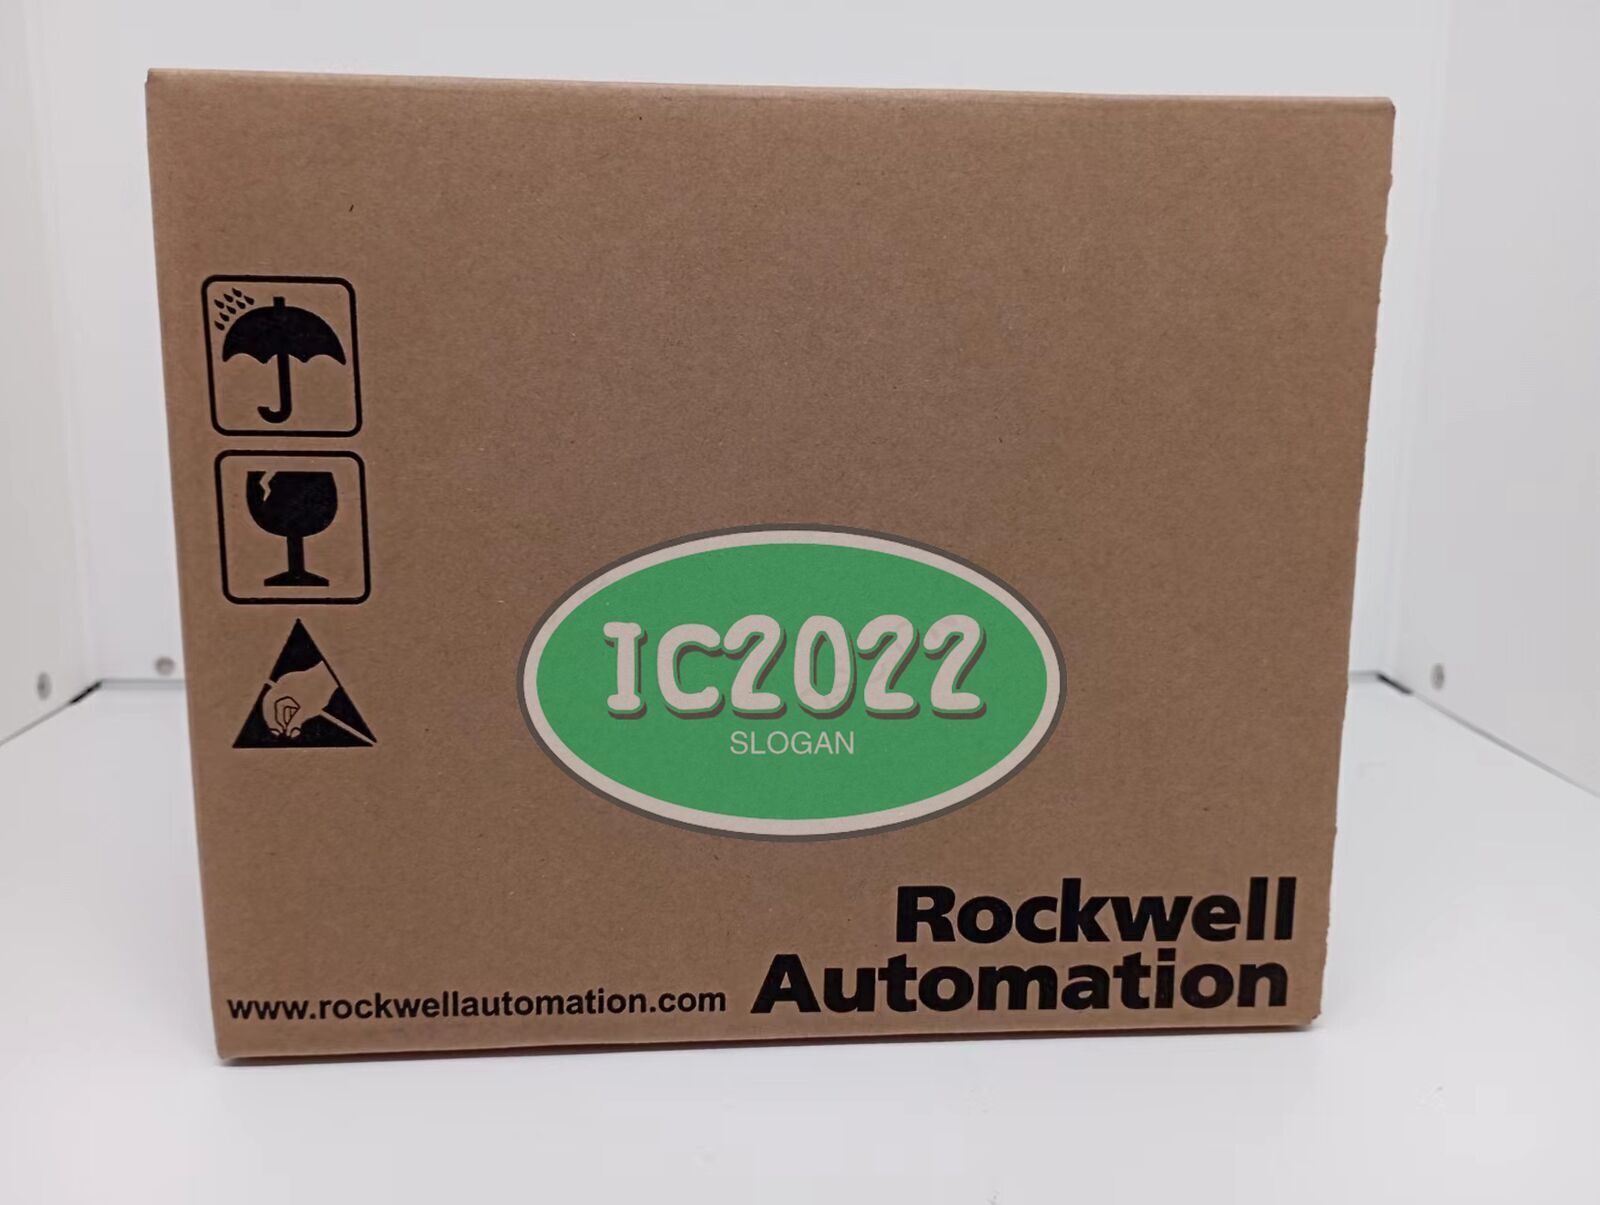 IC2022
SLOGAN
Rockwell
Automation
www.rockwellautomation.com